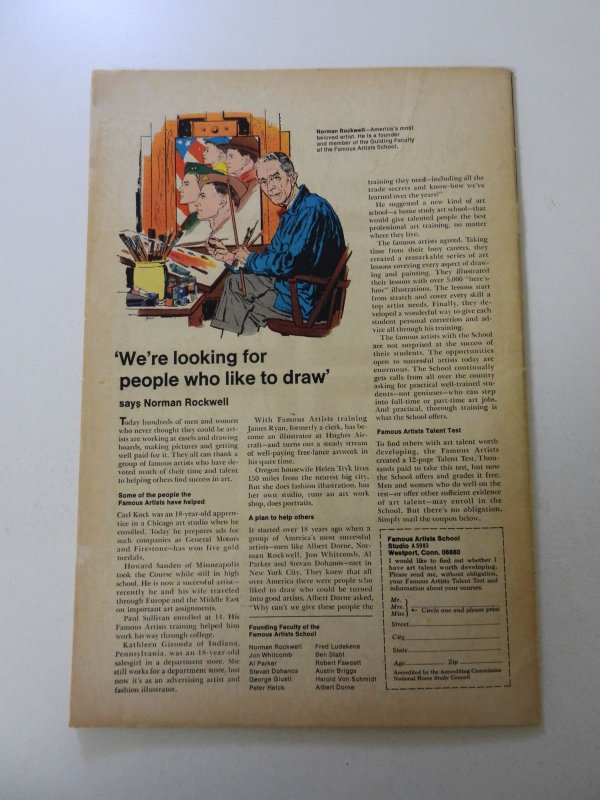 Norman Rockwell—America's most
beloved artist. He is a founder
and member of the Guiding Faculty
of the Famous Artists School.
'We're looking for
people who like to draw'
says Norman Rockwell
Today hundreds of men and women
who never thought they could be art-
ists are working at easels and drawing
boards, making pictures and getting
well paid for it. They can thank a
group of famous artists who have de-
voted much of their time and talent
to helping others find success in art.
Some of the people the
Famous Artists have helped
Carl Kock was an 18-year-old appren-
tice in a Chicago art studio when he
enrolled. Today he prepares ads for
such companies as General Motors
and Firestone—has won five gold
medals.
Howard Sanden of Minneapolis
took the Course while still in high
school. He is now a successful artist—
recently he and his wife traveled
through Europe and the Middle East
on important art assignments.
Paul Sullivan enrolled at 14. His
Famous Artists training helped him
work his way through college.
Kathleen Gironda of Indiana,
Pennsylvania, was an 18-year-old
salesgirl in a department store. She
still works for a department store, but
now it's as an advertising artist and
fashion illustrator.
With Famous Artists training
James Ryan, formerly a clerk, has be-
come an illustrator at Hughes Air-
craft—and turns out a steady stream
of well-paying free-lance artwork in
his spare time.
Oregon housewife Helen Tryk lives
150 miles from the nearest big city.
But she does fashion illustration, has
her own studio, runs an art work
shop, does portraits.
A plan to help others
It started over 18 years ago when a
group of America's most successful
artists—men like Albert Dorne, Nor-
man Rockwell, Jon Whitcomb, Al
Parker and Stevan Dohanos—met in
New York City. They knew that all
over America there were people who
liked to draw who could be turned
into good artists. Albert Dorne asked,
"Why can't we give these people the
Founding Faculty of the
Famous Artists School
Norman Rockwell
Jon Whitcomb
Al Parker
Stevan Dohanos
George Giusti
Peter Helck
Fred Ludekens
Ben Stahl
Robert Fawcett
Austin Briggs
Harold Von Schmidt
Albert Dorne
training they need—including all the
trade secrets and know-how we've
learned over the years?"
He suggested a new kind of art
school—a home study art school—that
would give talented people the best
professional art training, no matter
where they live.
The famous artists agreed. Taking
time from their busy careers, they
created a remarkable series of art
lessons covering every aspect of draw-
ing and painting. They illustrated
their lessons with over 5,000 "here's-
how" illustrations. The lessons start
from scratch and cover every skill a
top artist needs. Finally, they de-
veloped a wonderful way to give each
student personal correction and ad-
vice all through his training.
The famous artists with the School
are not surprised at the success of
their students. The opportunities
open to successful artists today are
enormous. The School continually
gets calls from all over the country
asking for practical well-trained stu-
dents—not geniuses—who can step
into full-time or part-time art jobs.
And practical, thorough training is
what the School offers.
Famous Artists Talent Test
To find others with art talent worth
developing, the Famous Artists
created a 12-page Talent Test. Thou-
sands paid to take this test, but now
the School offers and grades it free.
Men and women who do well on the
test—or offer other sufficient evidence
of art talent—may enroll in the
School. But there's no obligation.
Simply mail the coupon below.
Famous Artists School
Studio
Westport, Conn. 06880
I would like to find out whether I
have art talent worth developing.
Please send me, without obligation,
your Famous Artists Talent Test and
information about your courses.
Mr.
Mrs.
Miss
← Circle one and please print
Street
City
State
Age Zip
Accredited by the Accrediting Commission
National Home Study Council